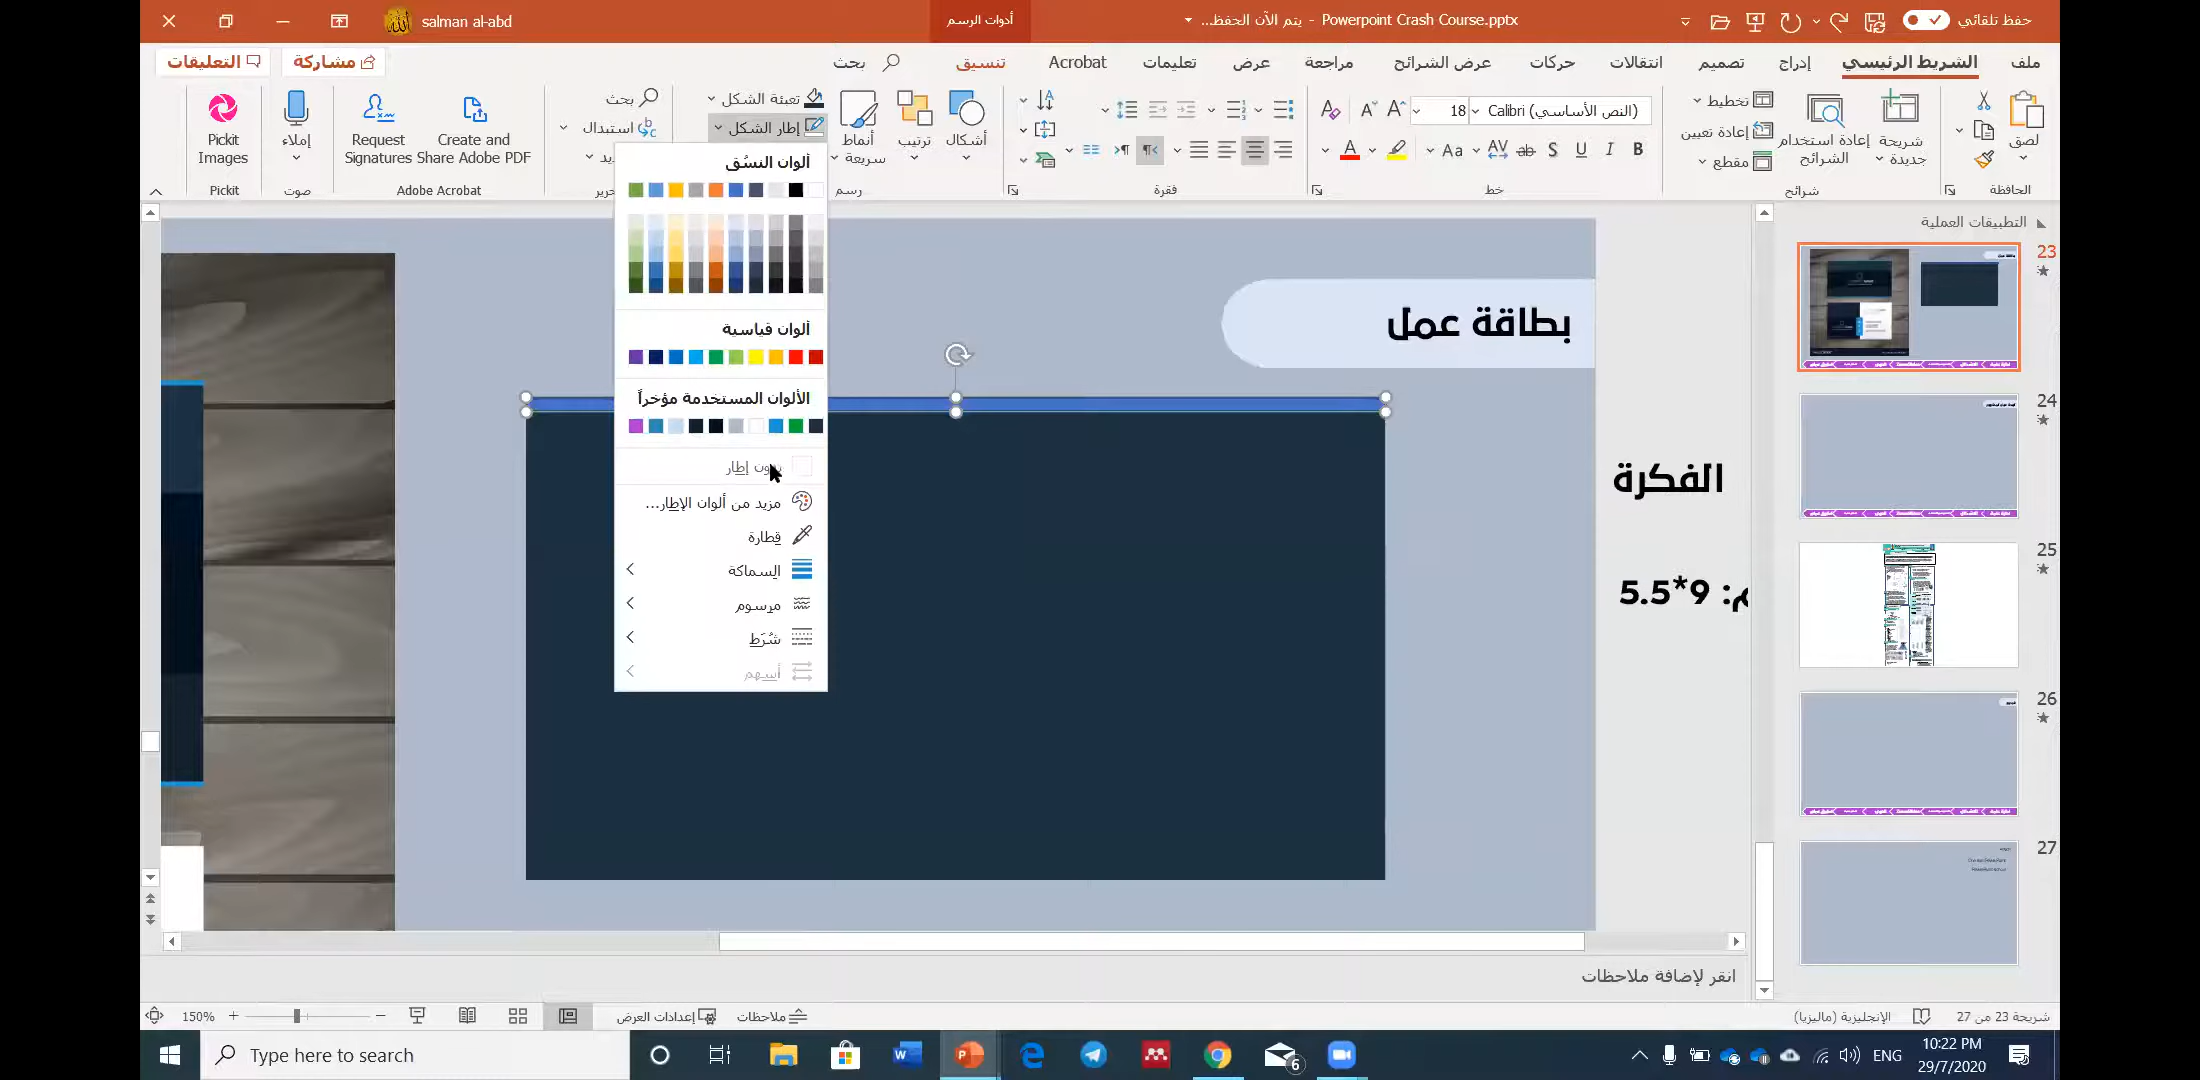 حفظ تلقائي
Powerpoint Crash Course.pptx - يتم الآن الحفظ...
أدوات الرسم
salman al-abd
ملف
الشريط الرئيسي
إدراج
تصميم
انتقالات
حركات
عرض الشرائح
مراجعة
عرض
تعليمات
Acrobat
تنسيق
بحث
مشاركة
التعليقات
لصق
الحافظة
شريحة جديدة
إعادة استخدام الشرائح
تخطيط
إعادة تعيين
مقطع
شرائح
Calibri (النص الأساسي)
18
خط
فقرة
أشكال
ترتيب
أنماط سريعة
تعبئة الشكل
إطار الشكل
رسم
بحث
استبدال
Create and Share Adobe PDF
Request Signatures
Adobe Acrobat
إملاء
صوت
Pickit Images
Pickit
ألوان النسُق
ألوان قياسية
الألوان المستخدمة مؤخراً
مزيد من ألوان الإطار...
قطارة
السماكة
مرسوم
شُرَط
أسهم
بطاقة عمل
الفكرة
5.5*9
التطبيقات العملية
23
24
25
26
27
انقر لإضافة ملاحظات
شريحة 23 من 27
الإنجليزية (ماليزيا)
ملاحظات
إعدادات العرض
150%
Type here to search
6
ENG
10:22 PM
29/7/2020